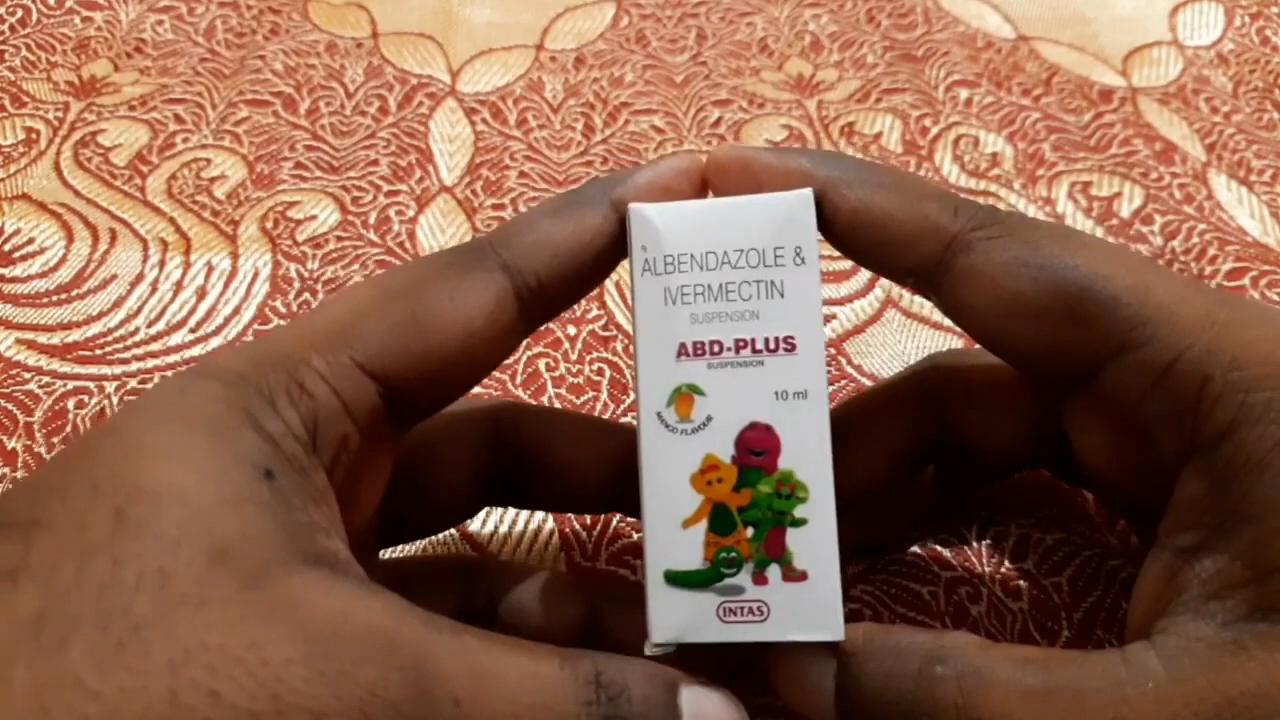 ALBENDAZOLE &
IVERMECTIN
SUSPENSION
ABD-PLUS
SUSPENSION
10 ml
MANGO FLAVOUR
INTAS